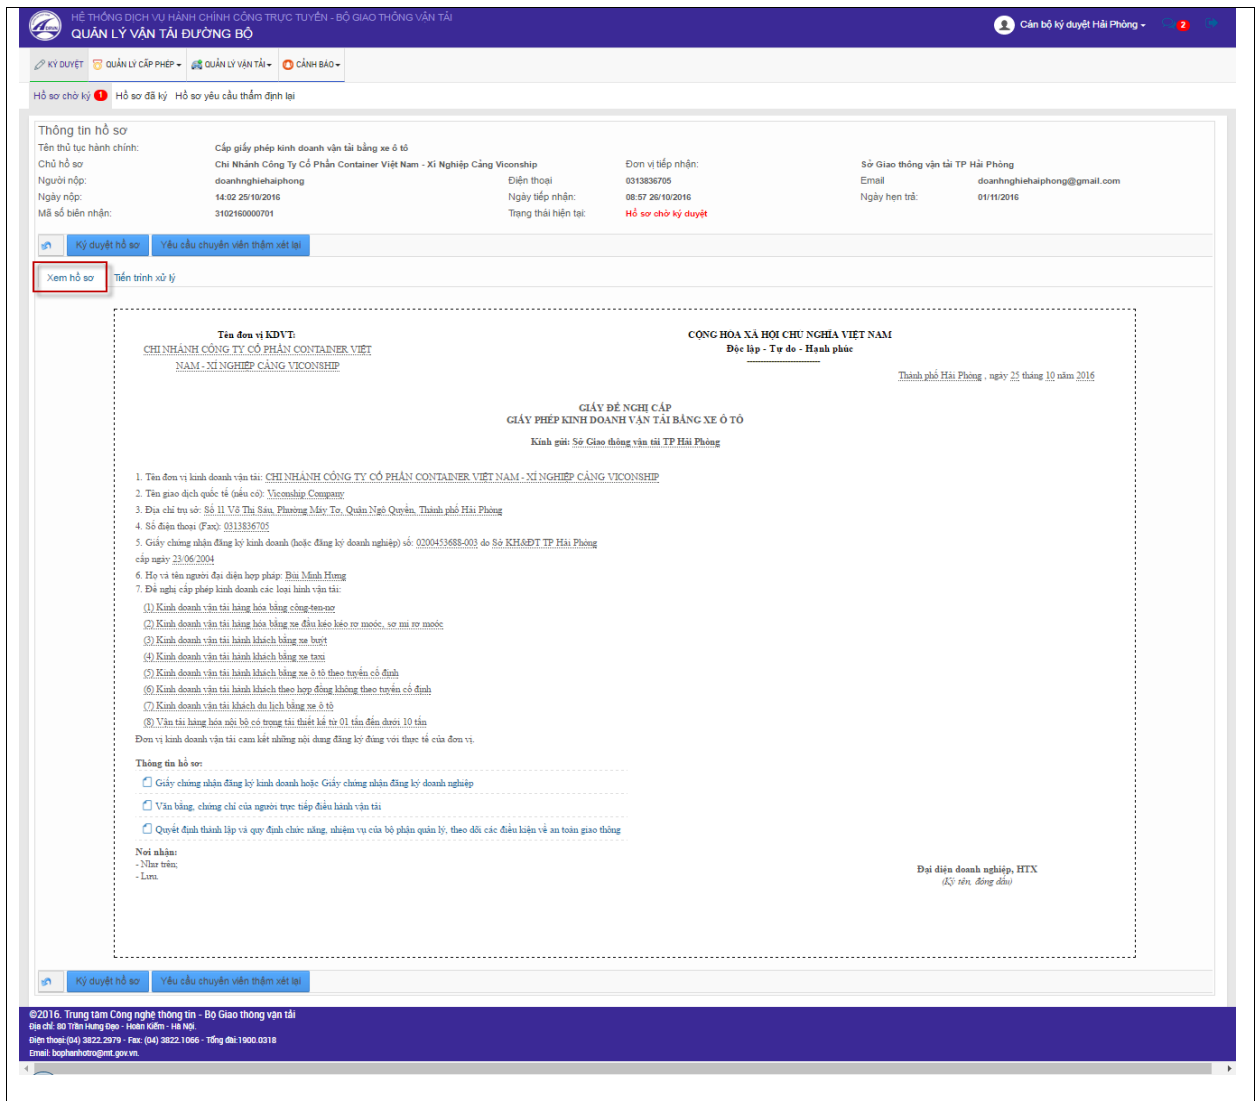 HỆ THỐNG DỊCH VỤ HÀNH CHÍNH CÔNG TRỰC TUYẾN - BỘ GIAO THÔNG VẬN TẢI
QUẢN LÝ VẬN TẢI ĐƯỜNG BỘ
Cán bộ ký duyệt Hải Phòng
2
KÝ DUYỆT QUẢN LÝ CẤP PHÉP QUẢN LÝ VẬN TẢI CẢNH BÁO
Hồ sơ chờ ký 1 Hồ sơ đã ký Hồ sơ yêu cầu thẩm định lại
Thông tin hồ sơ
Tên thủ tục hành chính: Cấp giấy phép kinh doanh vận tải bằng xe ô tô
Chủ hồ sơ Chi Nhánh Công Ty Cổ Phần Container Việt Nam - Xí Nghiệp Cảng Viconship Đơn vị tiếp nhận: Sở Giao thông vận tải TP Hải Phòng
Người nộp: doanhnghiehaiphong Điện thoại 0313836705 Email doanhnghiehaiphong@gmail.com
Ngày nộp: 14:02 25/10/2016 Ngày tiếp nhận: 08:57 26/10/2016 Ngày hẹn trả: 01/11/2016
Mã số biên nhận: 3102160000701 Trạng thái hiện tại: Hồ sơ chờ ký duyệt
Ký duyệt hồ sơ Yêu cầu chuyên viên thẩm xét lại
Xem hồ sơ Tiến trình xử lý
Tên đơn vị KDVT: CỘNG HÒA XÃ HỘI CHỦ NGHĨA VIỆT NAM
CHI NHÁNH CÔNG TY CỔ PHẦN CONTAINER VIỆT Độc lập - Tự do - Hạnh phúc
NAM - XÍ NGHIỆP CẢNG VICONSHIP
Thành phố Hải Phòng , ngày 25 tháng 10 năm 2016
GIẤY ĐỀ NGHỊ CẤP
GIẤY PHÉP KINH DOANH VẬN TẢI BẰNG XE Ô TÔ
Kính gửi: Sở Giao thông vận tải TP Hải Phòng
1. Tên đơn vị kinh doanh vận tải: CHI NHÁNH CÔNG TY CỔ PHẦN CONTAINER VIỆT NAM - XÍ NGHIỆP CẢNG VICONSHIP
2. Tên giao dịch quốc tế (nếu có): Viconship Company
3. Địa chỉ trụ sở: Số 11 Võ Thị Sáu, Phường Máy Tơ, Quận Ngô Quyền, Thành phố Hải Phòng
4. Số điện thoại (Fax): 0313836705
5. Giấy chứng nhận đăng ký kinh doanh (hoặc đăng ký doanh nghiệp) số: 0200453688-003 do Sở KH&ĐT TP Hải Phòng
cấp ngày 23/06/2004
6. Họ và tên người đại diện hợp pháp: Bùi Minh Hưng
7. Đề nghị cấp phép kinh doanh các loại hình vận tải:
(1) Kinh doanh vận tải hàng hóa bằng công-ten-nơ
(2) Kinh doanh vận tải hàng hóa bằng xe đầu kéo kéo rơ moóc, sơ mi rơ moóc
(3) Kinh doanh vận tải hành khách bằng xe buýt
(4) Kinh doanh vận tải hành khách bằng xe taxi
(5) Kinh doanh vận tải hành khách bằng xe ô tô theo tuyến cố định
(6) Kinh doanh vận tải hành khách theo hợp đồng không theo tuyến cố định
(7) Kinh doanh vận tải khách du lịch bằng xe ô tô
(8) Vận tải hàng hóa nội bộ có trọng tải thiết kế từ 01 tấn đến dưới 10 tấn
Đơn vị kinh doanh vận tải cam kết những nội dung đăng ký đúng với thực tế của đơn vị.
Thông tin hồ sơ:
Giấy chứng nhận đăng ký kinh doanh hoặc Giấy chứng nhận đăng ký doanh nghiệp
Văn bằng, chứng chỉ của người trực tiếp điều hành vận tải
Quyết định thành lập và quy định chức năng, nhiệm vụ của bộ phận quản lý, theo dõi các điều kiện về an toàn giao thông
Nơi nhận:
- Như trên;
- Lưu.
Đại diện doanh nghiệp, HTX
(Ký tên, đóng dấu)
Ký duyệt hồ sơ Yêu cầu chuyên viên thẩm xét lại
©2016. Trung tâm Công nghệ thông tin - Bộ Giao thông vận tải
Địa chỉ: 80 Trần Hưng Đạo - Hoàn Kiếm - Hà Nội.
Điện thoại:(04) 3822.2979 - Fax: (04) 3822.1066 - Tổng đài:1900.0318
Email: bophanhotro@mt.gov.vn.